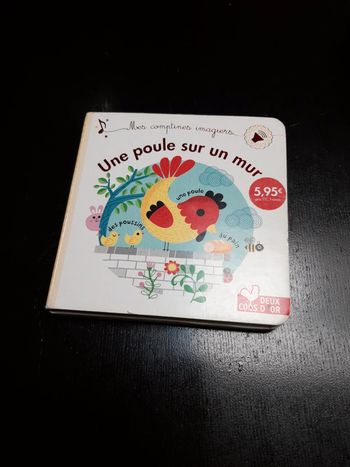 Mes comptines imagiers
Une poule sur un mur
5,95€
une poule
des poussins
du pain
DEUX
COQS D'OR